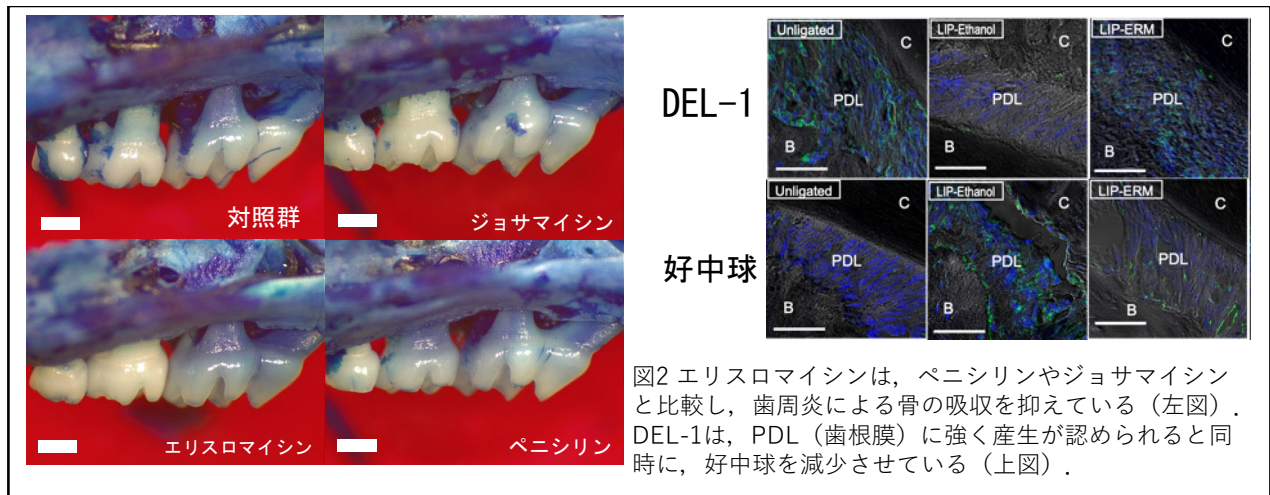 対照群
ジョサマイシン
エリスロマイシン
ペニシリン
DEL-1
Unligated
C
PDL
B
LIP-Ethanol
C
PDL
B
LIP-ERM
C
PDL
B
好中球
Unligated
C
PDL
B
LIP-Ethanol
C
PDL
B
LIP-ERM
C
PDL
B
図2 エリスロマイシンは，ペニシリンやジョサマイシン
と比較し，歯周炎による骨の吸収を抑えている（左図）．
DEL-1は，PDL（歯根膜）に強く産生が認められると同
時に，好中球を減少させている（上図）．